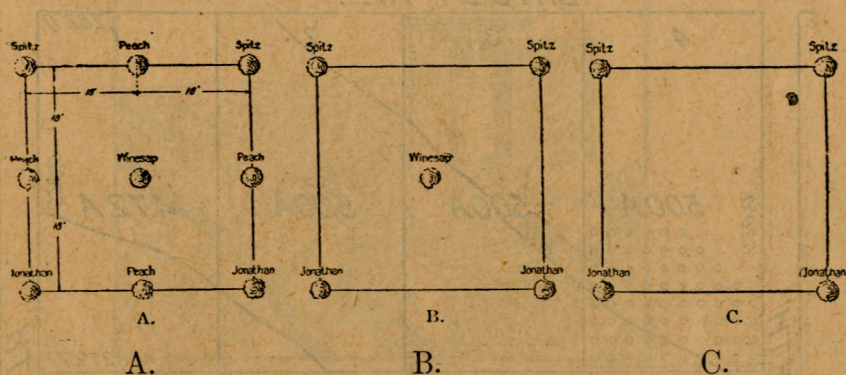 Spitz Peach Spitz
18' 18'
18'
Peach Winesap Peach
18'
Jonathan Peach Jonathan
A.
Spitz Spitz
Winesap
Jonathan Jonathan
B.
Spitz Spitz
Jonathan Jonathan
C.
A. B. C.